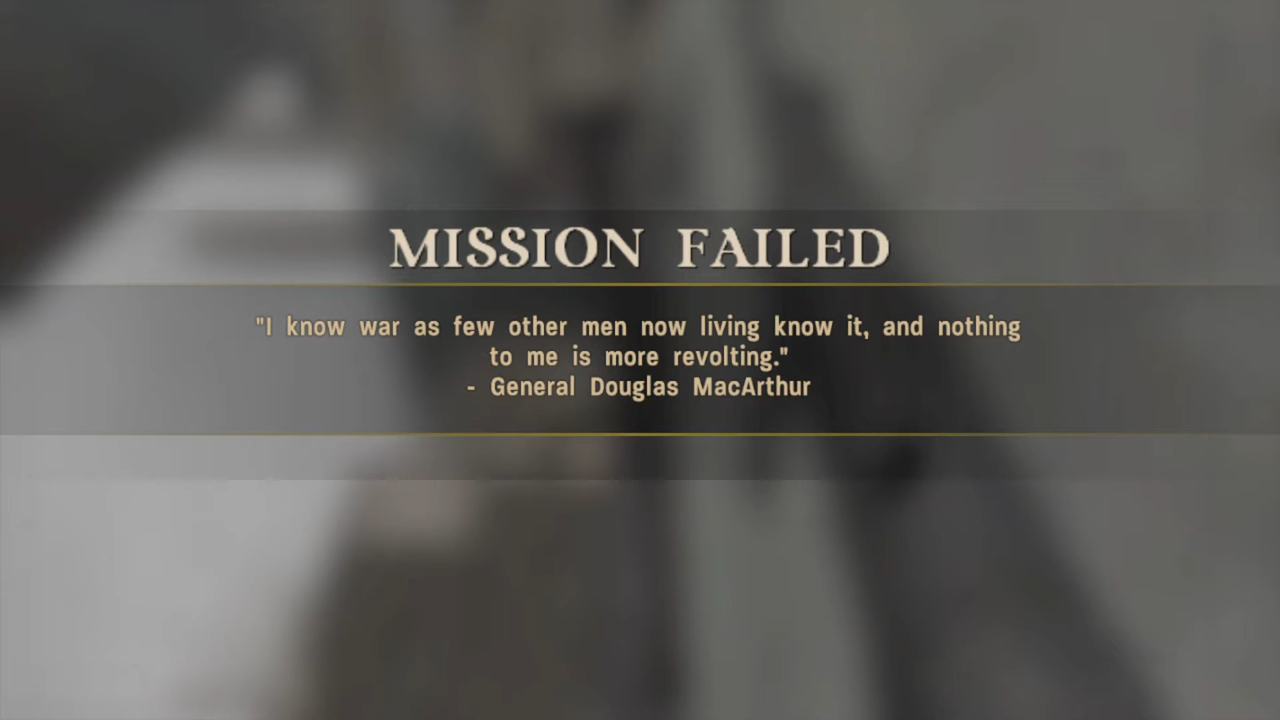 MISSION FAILED
"I know war as few other men now living know it, and nothing
to me is more revolting."
- General Douglas MacArthur